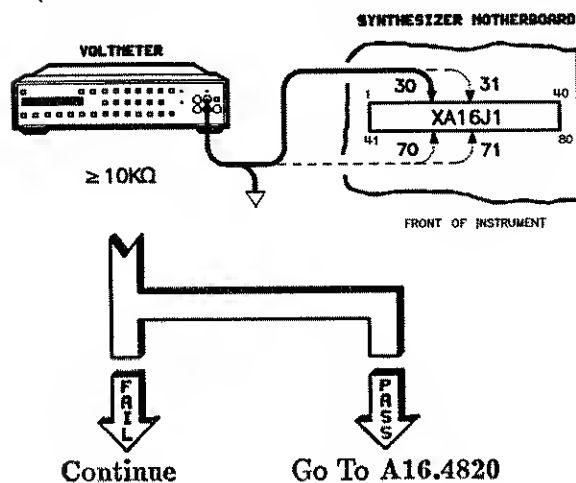 SYNTHESIZER MOTHERBOARD
VOLTMETER
30 31
1 40
XA16J1
41 80
70 71
≥ 10KΩ
FRONT OF INSTRUMENT
FAIL PASS
Continue Go To A16.4820